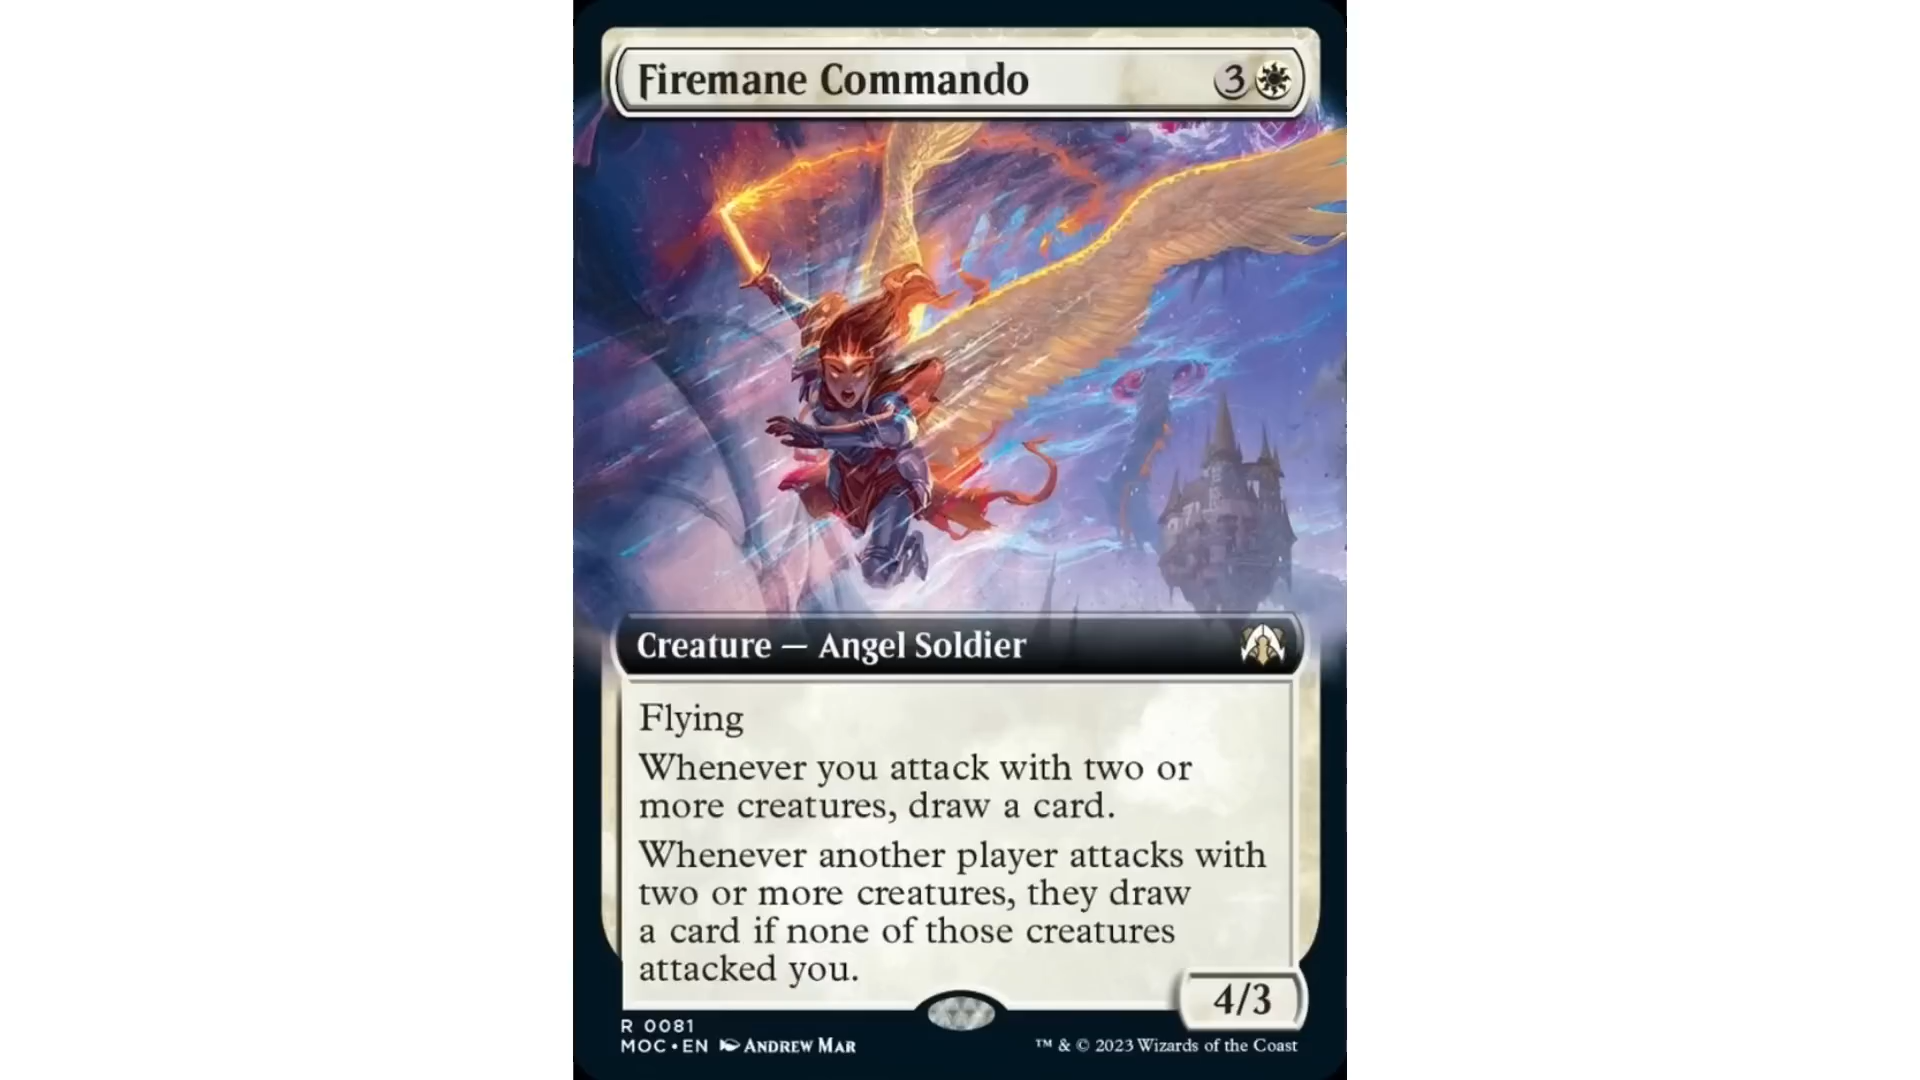 Firemane Commando 3
Creature — Angel Soldier
Flying
Whenever you attack with two or
more creatures, draw a card.
Whenever another player attacks with
two or more creatures, they draw
a card if none of those creatures
attacked you.
4/3
R 0081
MOC • EN Andrew Mar
™ & © 2023 Wizards of the Coast